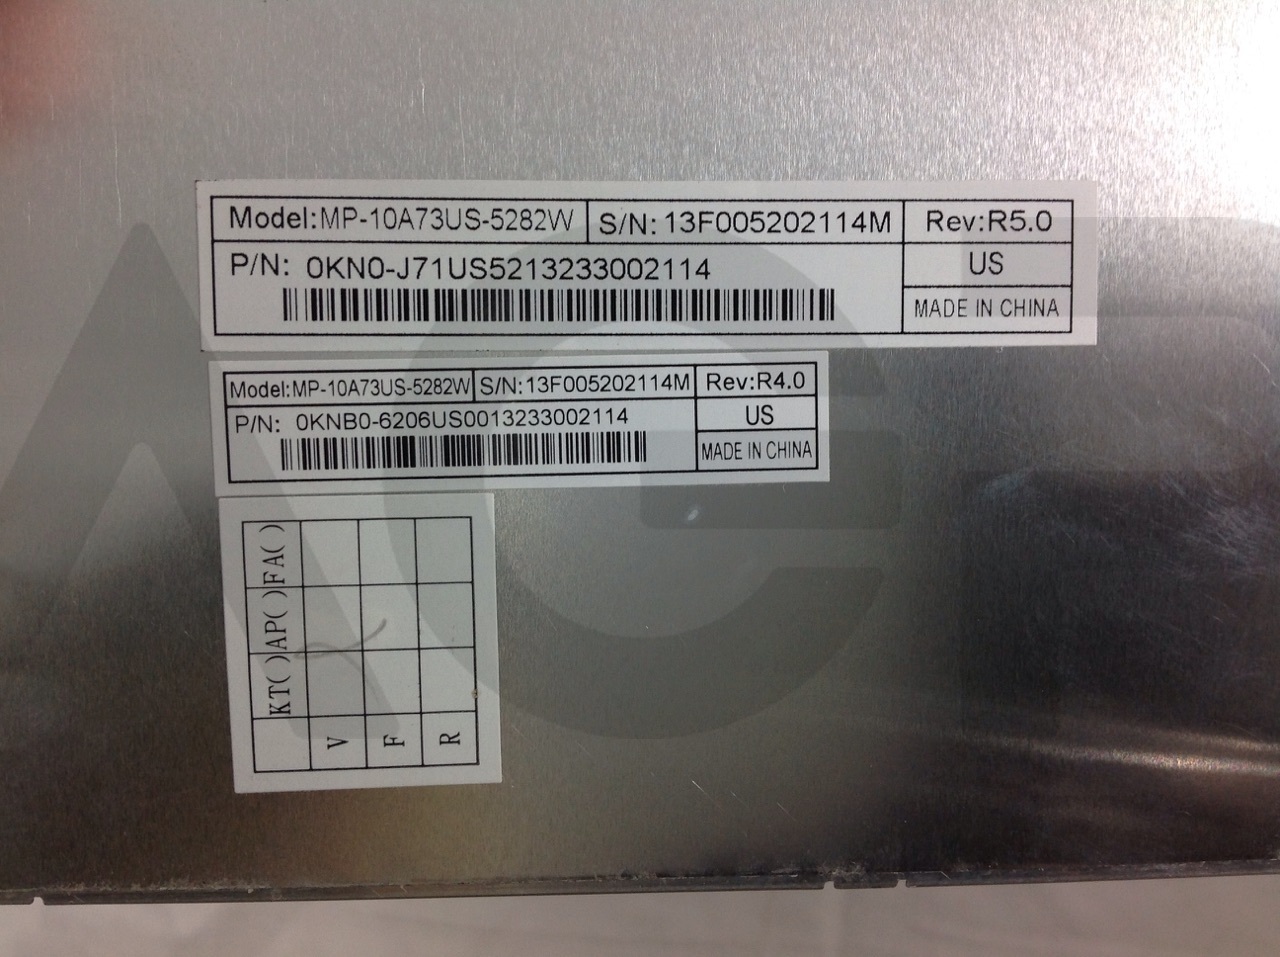 Model:MP-10A73US-5282W S/N: 13F005202114M Rev:R5.0
P/N: 0KN0-J71US5213233002114 US
MADE IN CHINA
Model:MP-10A73US-5282W S/N:13F005202114M Rev:R4.0
P/N: 0KNB0-6206US0013233002114 US
MADE IN CHINA
KT( ) AP( ) FA( )
V
F
R